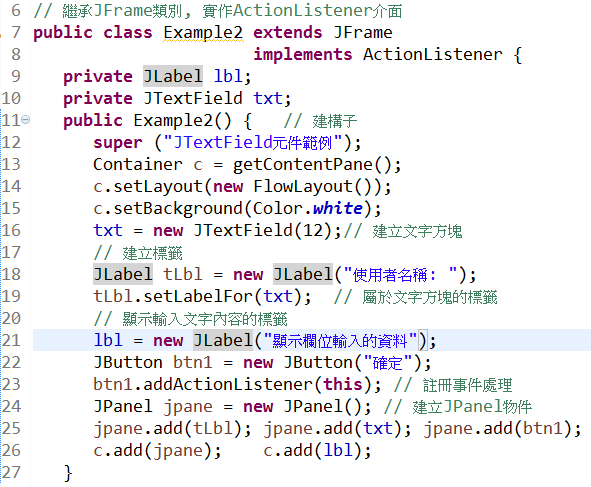 6 // 繼承JFrame類別, 實作ActionListener介面
7 public class Example2 extends JFrame
8 implements ActionListener {
9 private JLabel lbl;
10 private JTextField txt;
11 public Example2() { // 建構子
12 super ("JTextField元件範例");
13 Container c = getContentPane();
14 c.setLayout(new FlowLayout());
15 c.setBackground(Color.white);
16 txt = new JTextField(12);// 建立文字方塊
17 // 建立標籤
18 JLabel tLbl = new JLabel("使用者名稱: ");
19 tLbl.setLabelFor(txt); // 屬於文字方塊的標籤
20 // 顯示輸入文字內容的標籤
21 lbl = new JLabel("顯示欄位輸入的資料");
22 JButton btn1 = new JButton("確定");
23 btn1.addActionListener(this); // 註冊事件處理
24 JPanel jpane = new JPanel(); // 建立JPanel物件
25 jpane.add(tLbl); jpane.add(txt); jpane.add(btn1);
26 c.add(jpane); c.add(lbl);
27 }